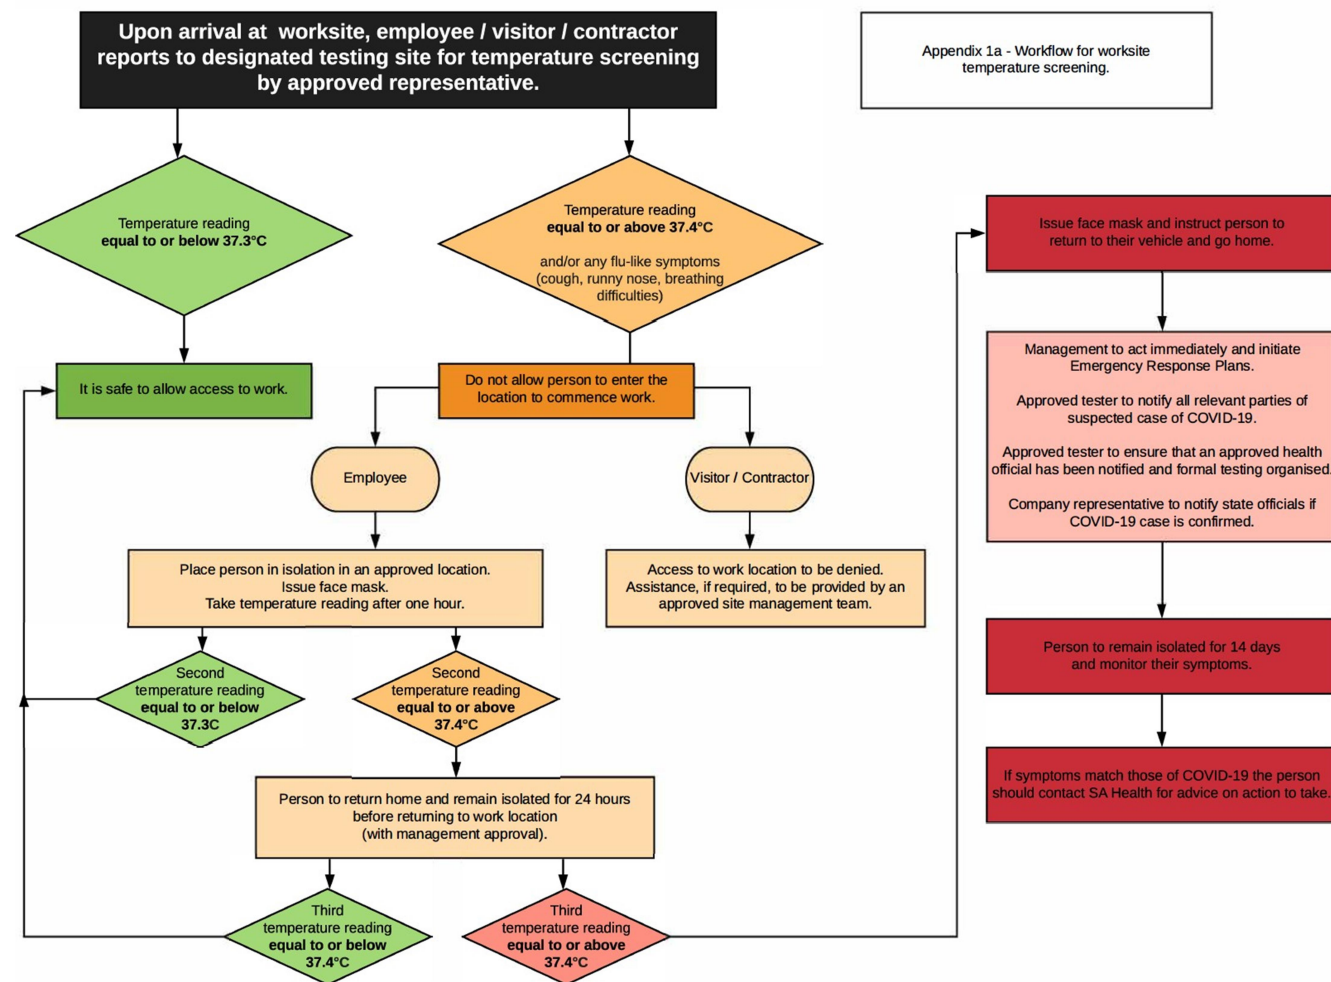 Upon arrival at worksite, employee / visitor / contractor
reports to designated testing site for temperature screening
by approved representative.
Appendix 1a - Workflow for worksite
temperature screening.
Temperature reading
equal to or below 37.3°C
Temperature reading
equal to or above 37.4°C
and/or any flu-like symptoms
(cough, runny nose, breathing
difficulties)
It is safe to allow access to work.
Do not allow person to enter the
location to commence work.
Employee
Visitor / Contractor
Place person in isolation in an approved location.
Issue face mask.
Take temperature reading after one hour.
Access to work location to be denied.
Assistance, if required, to be provided by an
approved site management team.
Second
temperature reading
equal to or below
37.3C
Second
temperature reading
equal to or above
37.4°C
Person to return home and remain isolated for 24 hours
before returning to work location
(with management approval).
Third
temperature reading
equal to or below
37.4°C
Third
temperature reading
equal to or above
37.4°C
Issue face mask and instruct person to
return to their vehicle and go home.
Management to act immediately and initiate
Emergency Response Plans.
Approved tester to notify all relevant parties of
suspected case of COVID-19.
Approved tester to ensure that an approved health
official has been notified and formal testing organised.
Company representative to notify state officials if
COVID-19 case is confirmed.
Person to remain isolated for 14 days
and monitor their symptoms.
If symptoms match those of COVID-19 the person
should contact SA Health for advice on action to take.